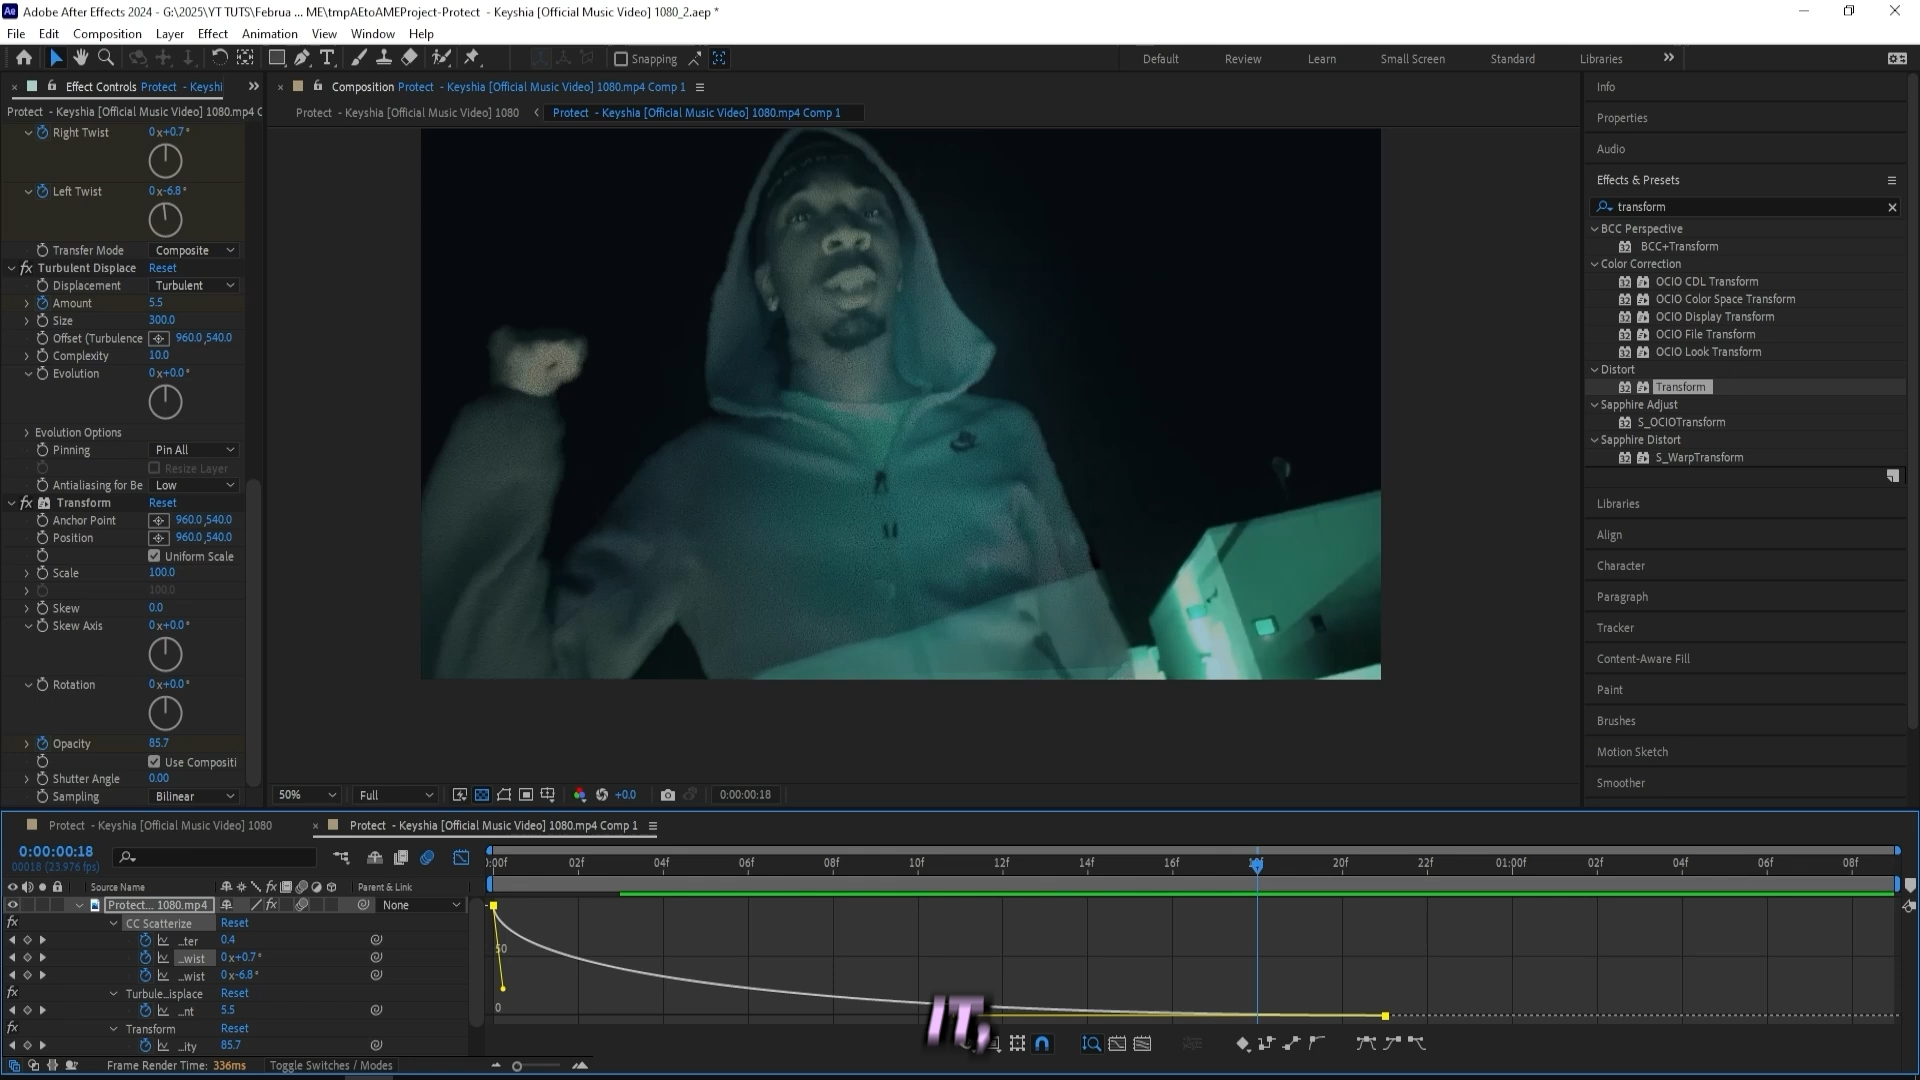 Adobe After Effects 2024 - G:\2025\YT TUTS\Februa ... ME\tmpAEtoAMEProject-Protect - Keyshia [Official Music Video] 1080_2.aep *
File Edit Composition Layer Effect Animation View Window Help
Snapping
Default Review Learn Small Screen Standard Libraries
Effect Controls Protect - Keyshi
Composition Protect - Keyshia [Official Music Video] 1080.mp4 Comp 1
Protect - Keyshia [Official Music Video] 1080.mp4 C
Protect - Keyshia [Official Music Video] 1080
Protect - Keyshia [Official Music Video] 1080.mp4 Comp 1
Right Twist 0x+0.7°
Left Twist 0x-6.8°
Transfer Mode Composite
fx Turbulent Displace Reset
Displacement Turbulent
Amount 5.5
Size 300.0
Offset (Turbulence 960.0,540.0
Complexity 10.0
Evolution 0x+0.0°
Evolution Options
Pinning Pin All
Resize Layer
Antialiasing for Be Low
fx Transform Reset
Anchor Point 960.0,540.0
Position 960.0,540.0
Uniform Scale
Scale 100.0
100.0
Skew 0.0
Skew Axis 0x+0.0°
Rotation 0x+0.0°
Opacity 85.7
Use Compositi
Shutter Angle 0.00
Sampling Bilinear
50% Full +0.0 0:00:00:18
Info
Properties
Audio
Effects & Presets
transform
BCC Perspective
BCC+Transform
Color Correction
OCIO CDL Transform
OCIO Color Space Transform
OCIO Display Transform
OCIO File Transform
OCIO Look Transform
Distort
Transform
Sapphire Adjust
S_OCIOTransform
Sapphire Distort
S_WarpTransform
Libraries
Align
Character
Paragraph
Tracker
Content-Aware Fill
Paint
Brushes
Motion Sketch
Smoother
Protect - Keyshia [Official Music Video] 1080
Protect - Keyshia [Official Music Video] 1080.mp4 Comp 1
0:00:00:18
00018 (23.976 fps)
Source Name Parent & Link
Protect... 1080.mp4 None
fx CC Scatterize Reset
...ter 0.4
...wist 0x+0.7°
...wist 0x-6.8°
fx Turbule...isplace Reset
...nt 5.5
fx Transform Reset
...ity 85.7
Frame Render Time: 336ms Toggle Switches / Modes
:00f 02f 04f 06f 08f 10f 12f 14f 16f 20f 22f 01:00f 02f 04f 06f 08f
50
0
IT,